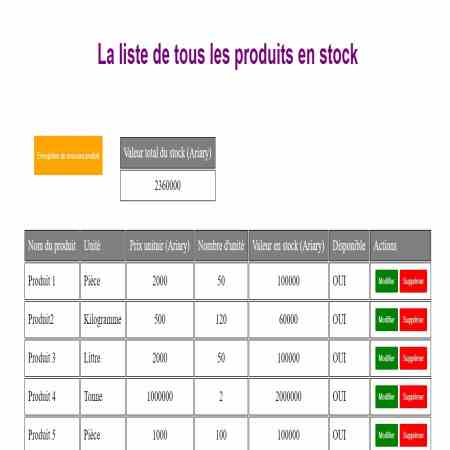 La liste de tous les produits en stock
Enregistrer de nouveau produit
Valeur total du stock (Ariary)
2360000
Nom du produit Unité Prix unitair (Ariary) Nombre d'unité Valeur en stock (Ariary) Disponible Actions
Produit 1 Pièce 2000 50 100000 OUI Modifier Supprimer
Produit2 Kilogramme 500 120 60000 OUI Modifier Supprimer
Produit 3 Littre 2000 50 100000 OUI Modifier Supprimer
Produit 4 Tonne 1000000 2 2000000 OUI Modifier Supprimer
Produit 5 Pièce 1000 100 100000 OUI Modifier Supprimer